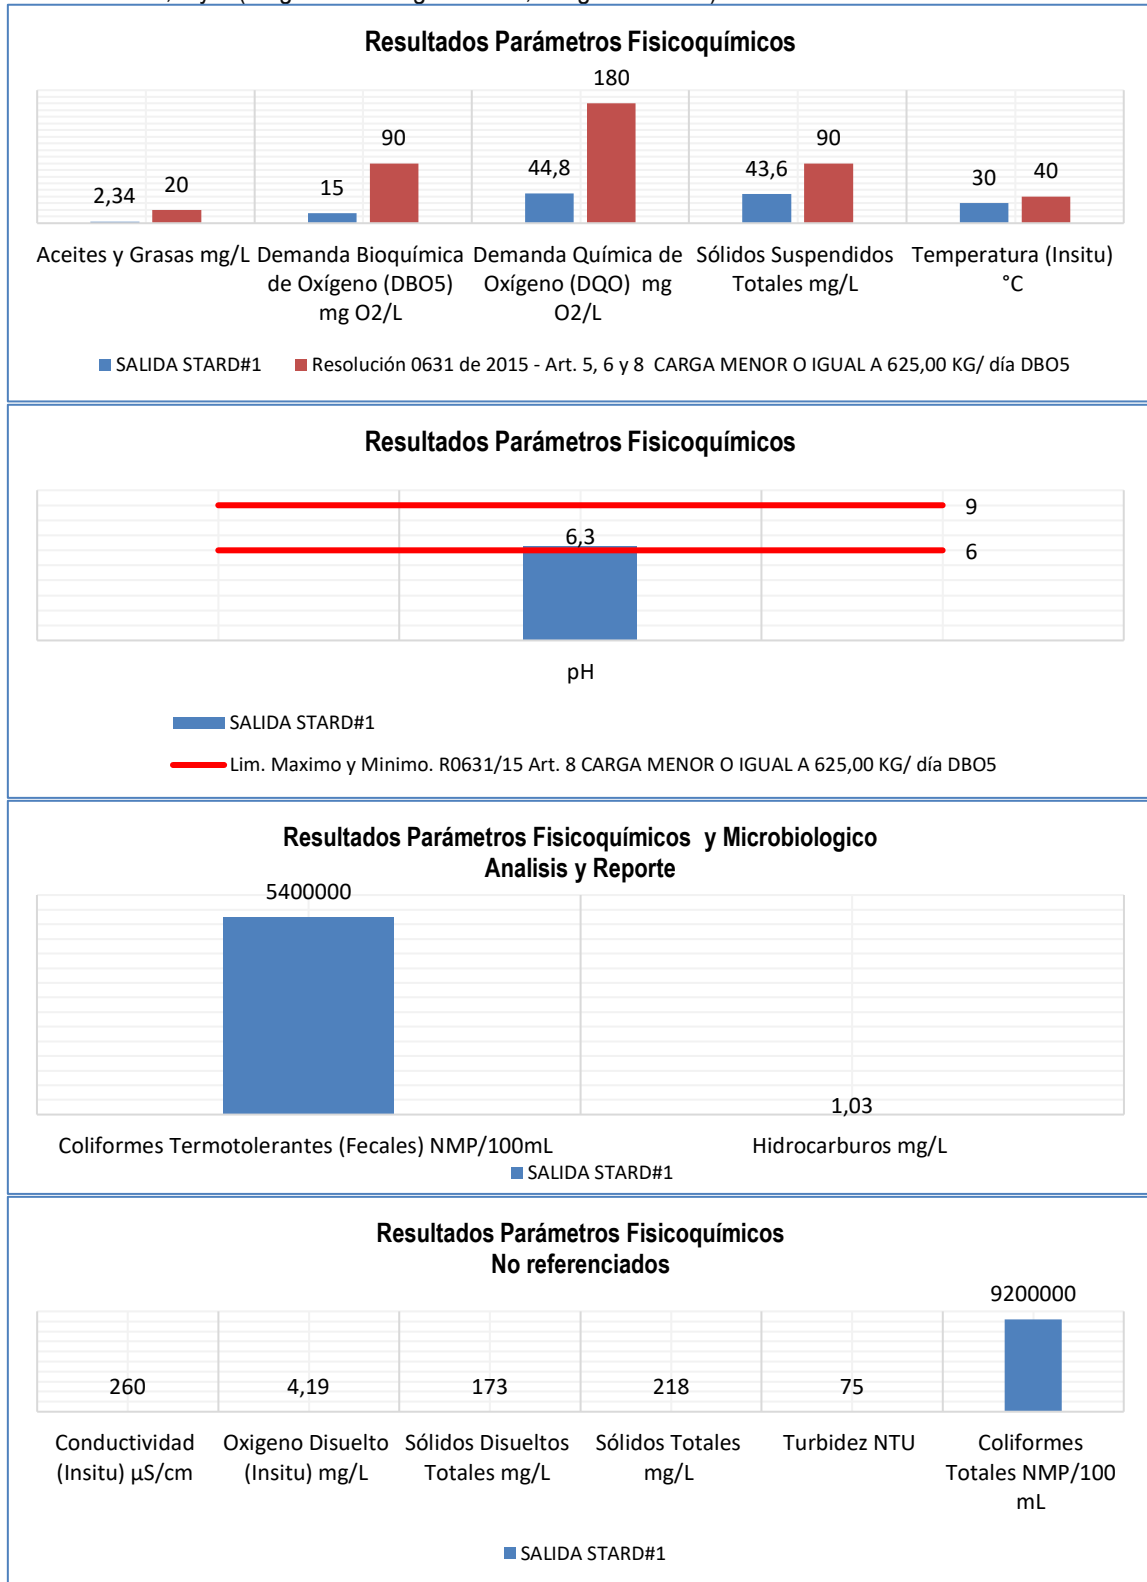 Resultados Parámetros Fisicoquímicos
180
90
90
44,8
43,6
40
30
20
15
2,34
Aceites y Grasas mg/L
Demanda Bioquímica
de Oxígeno (DBO5)
mg O2/L
Demanda Química de
Oxígeno (DQO) mg
O2/L
Sólidos Suspendidos
Totales mg/L
Temperatura (Insitu)
°C
SALIDA STARD#1
Resolución 0631 de 2015 - Art. 5, 6 y 8 CARGA MENOR O IGUAL A 625,00 KG/ día DBO5
Resultados Parámetros Fisicoquímicos
9
6,3
6
pH
SALIDA STARD#1
Lim. Maximo y Minimo. R0631/15 Art. 8 CARGA MENOR O IGUAL A 625,00 KG/ día DBO5
Resultados Parámetros Fisicoquímicos y Microbiologico
Analisis y Reporte
5400000
1,03
Coliformes Termotolerantes (Fecales) NMP/100mL
Hidrocarburos mg/L
SALIDA STARD#1
Resultados Parámetros Fisicoquímicos
No referenciados
9200000
260
4,19
173
218
75
Conductividad
(Insitu) µS/cm
Oxigeno Disuelto
(Insitu) mg/L
Sólidos Disueltos
Totales mg/L
Sólidos Totales
mg/L
Turbidez NTU
Coliformes
Totales NMP/100
mL
SALIDA STARD#1